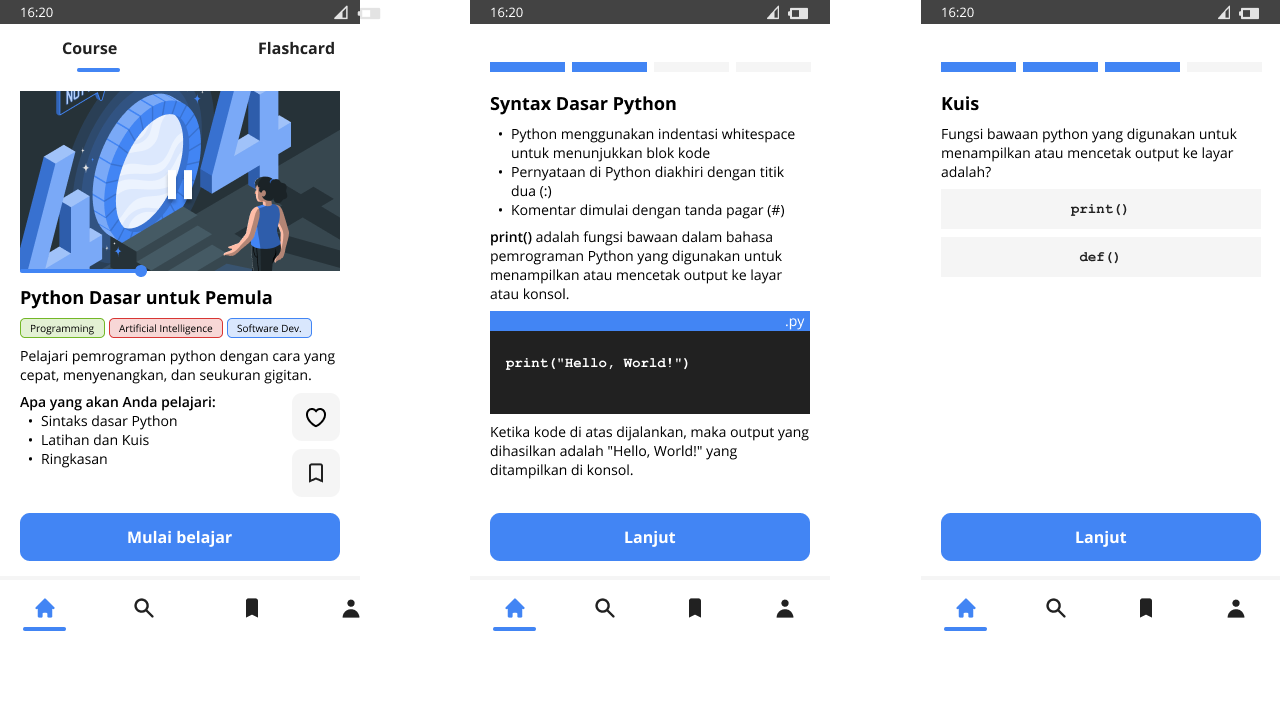 16:20
Course
Flashcard
NOT
404
Python Dasar untuk Pemula
Programming
Artificial Intelligence
Software Dev.
Pelajari pemrograman python dengan cara yang
cepat, menyenangkan, dan seukuran gigitan.
Apa yang akan Anda pelajari:
• Sintaks dasar Python
• Latihan dan Kuis
• Ringkasan
Mulai belajar
16:20
Syntax Dasar Python
• Python menggunakan indentasi whitespace
untuk menunjukkan blok kode
• Pernyataan di Python diakhiri dengan titik
dua (:)
• Komentar dimulai dengan tanda pagar (#)
print() adalah fungsi bawaan dalam bahasa
pemrograman Python yang digunakan untuk
menampilkan atau mencetak output ke layar
atau konsol.
.py
print("Hello, World!")
Ketika kode di atas dijalankan, maka output yang
dihasilkan adalah "Hello, World!" yang
ditampilkan di konsol.
Lanjut
16:20
Kuis
Fungsi bawaan python yang digunakan untuk
menampilkan atau mencetak output ke layar
adalah?
print()
def()
Lanjut